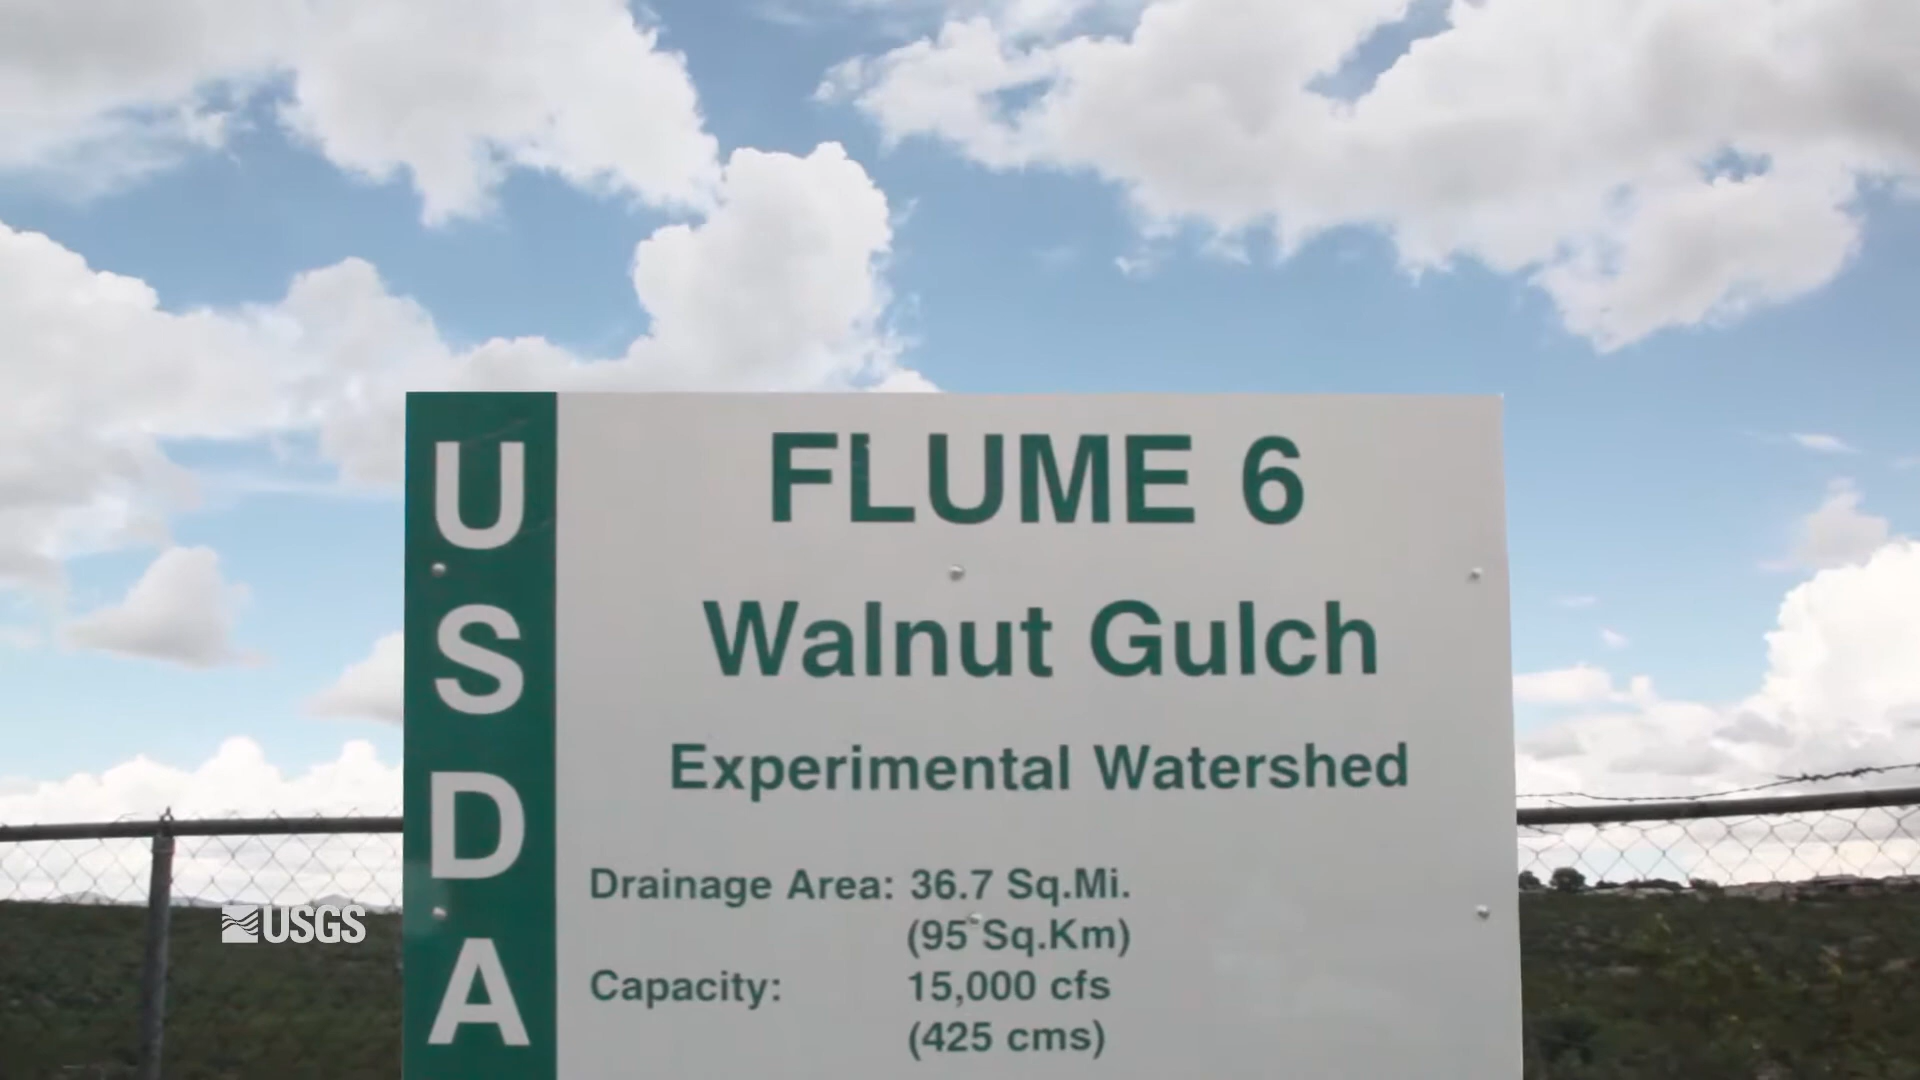 USDA
FLUME 6
Walnut Gulch
Experimental Watershed
Drainage Area: 36.7 Sq.Mi.
(95 Sq.Km)
Capacity: 15,000 cfs
(425 cms)
USGS